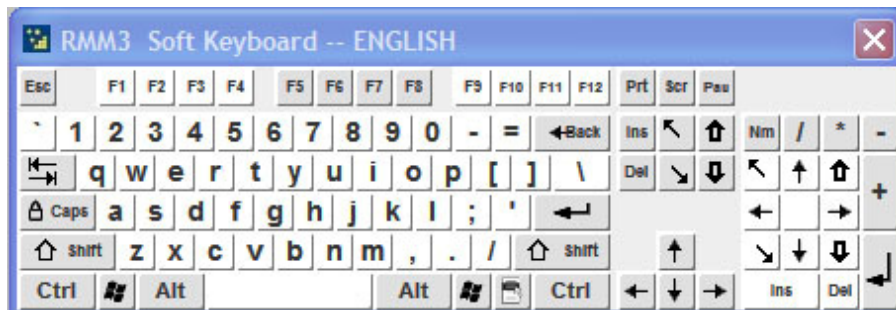 RMM3 Soft Keyboard -- ENGLISH
Esc F1 F2 F3 F4 F5 F6 F7 F8 F9 F10 F11 F12 Prt Scr Pau
` 1 2 3 4 5 6 7 8 9 0 - = Back Ins Nm / * -
q w e r t y u i o p [ ] \ Del +
Caps a s d f g h j k l ; '
Shift z x c v b n m , . / Shift
Ctrl Alt Alt Ctrl Ins Del